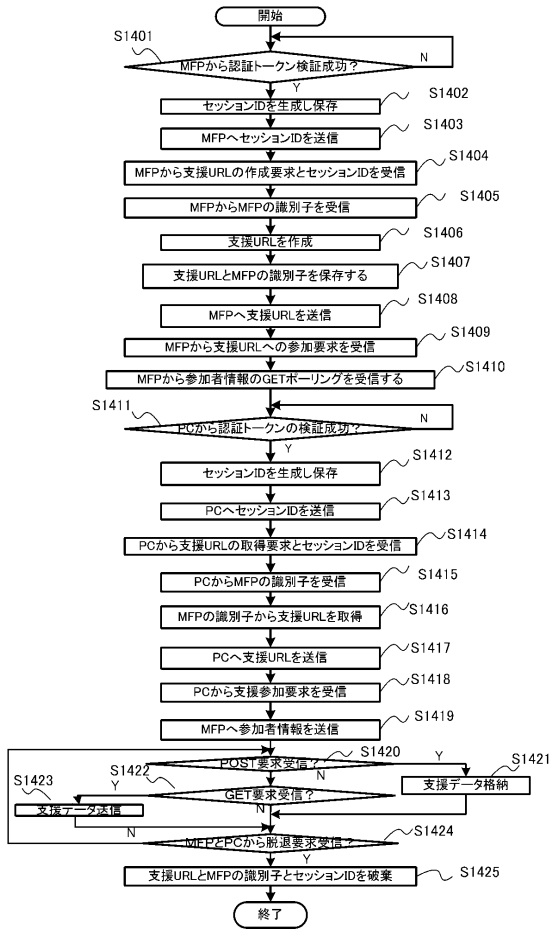 開始
S1401
N
MFPから認証トークン検証成功？
Y
セッションIDを生成し保存
S1402
MFPへセッションIDを送信
S1403
MFPから支援URLの作成要求とセッションIDを受信
S1404
MFPからMFPの識別子を受信
S1405
支援URLを作成
S1406
支援URLとMFPの識別子を保存する
S1407
MFPへ支援URLを送信
S1408
MFPから支援URLへの参加要求を受信
S1409
MFPから参加者情報のGETポーリングを受信する
S1410
S1411
N
PCから認証トークンの検証成功？
Y
セッションIDを生成し保存
S1412
PCへセッションIDを送信
S1413
PCから支援URLの取得要求とセッションIDを受信
S1414
PCからMFPの識別子を受信
S1415
MFPの識別子から支援URLを取得
S1416
PCへ支援URLを送信
S1417
PCから支援参加要求を受信
S1418
MFPへ参加者情報を送信
S1419
POST要求受信？
S1420
Y
N
支援データ格納
S1421
S1422
GET要求受信？
Y
N
S1423
支援データ送信
N
MFPとPCから脱退要求受信？
S1424
Y
支援URLとMFPの識別子とセッションIDを破棄
S1425
終了